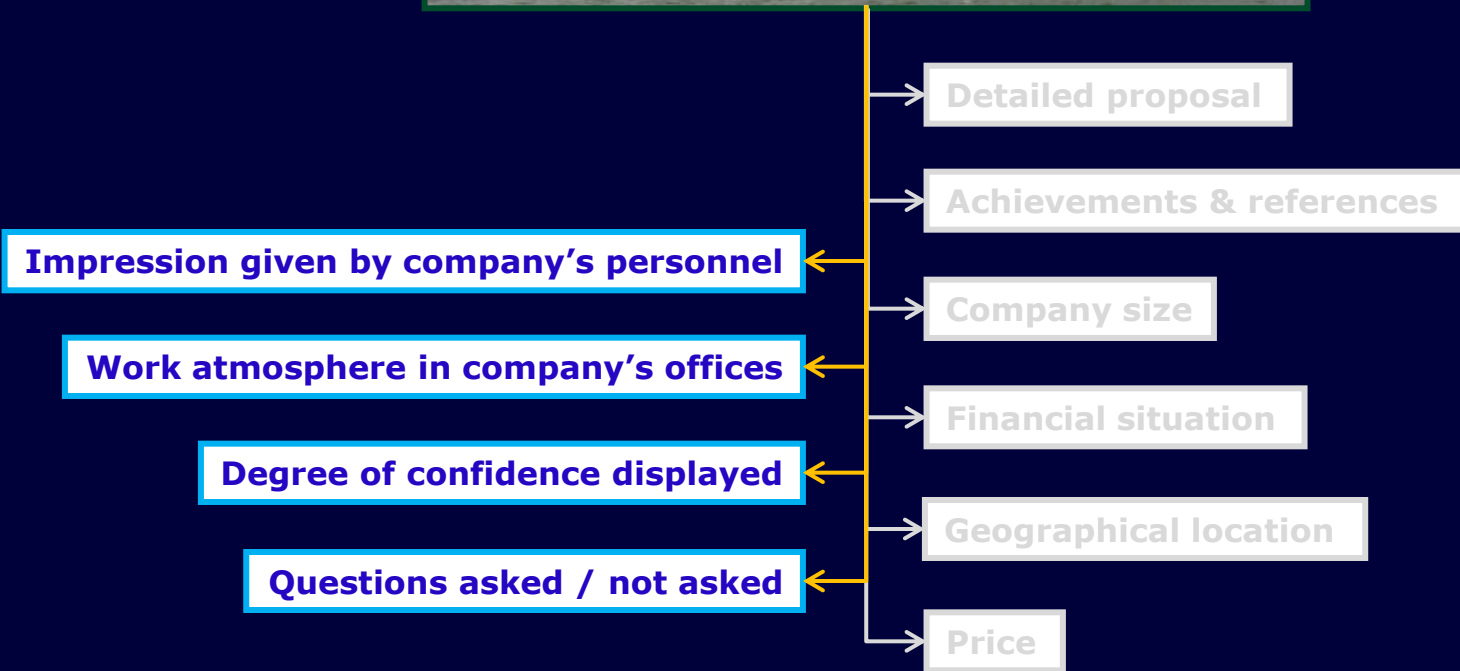 Detailed proposal
Achievements & references
Impression given by company’s personnel
Company size
Work atmosphere in company’s offices
Financial situation
Degree of confidence displayed
Geographical location
Questions asked / not asked
Price